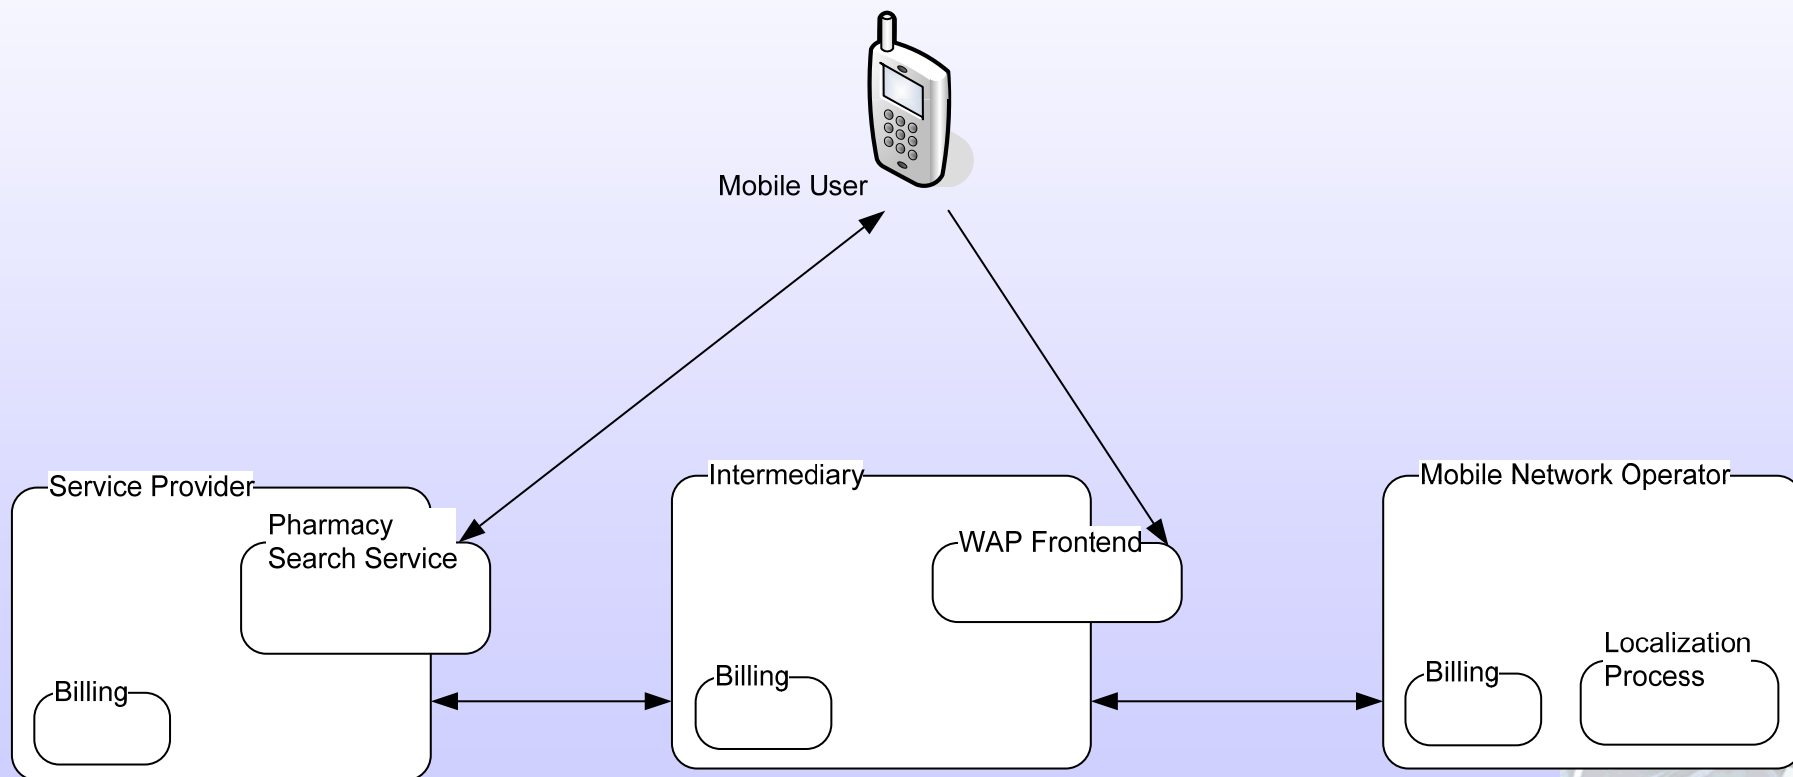 Mobile User
Service Provider
Pharmacy
Search Service
Billing
Intermediary
WAP Frontend
Billing
Mobile Network Operator
Localization
Process
Billing